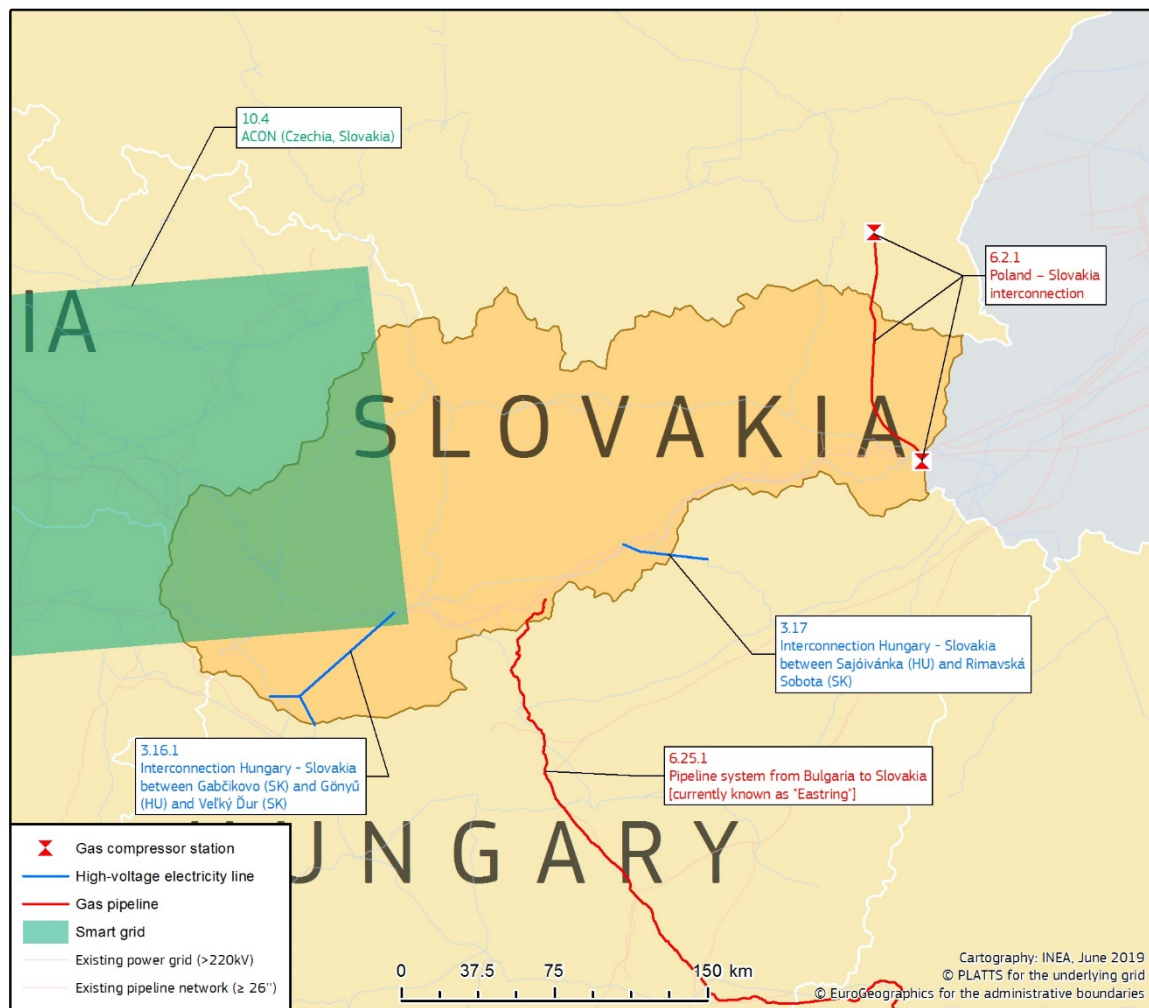 10.4
ACON (Czechia, Slovakia)
6.2.1
Poland – Slovakia
interconnection
IA
SLOVAKIA
3.17
Interconnection Hungary - Slovakia
between Sajóivánka (HU) and Rimavská
Sobota (SK)
3.16.1
Interconnection Hungary - Slovakia
between Gabčikovo (SK) and Gönyű
(HU) and Veľký Ďur (SK)
6.25.1
Pipeline system from Bulgaria to Slovakia
[currently known as "Eastring"]
HUNGARY
Gas compressor station
High-voltage electricity line
Gas pipeline
Smart grid
Existing power grid (>220kV)
Existing pipeline network (≥ 26'')
0 37.5 75 150 km
Cartography: INEA, June 2019
© PLATTS for the underlying grid
© EuroGeographics for the administrative boundaries